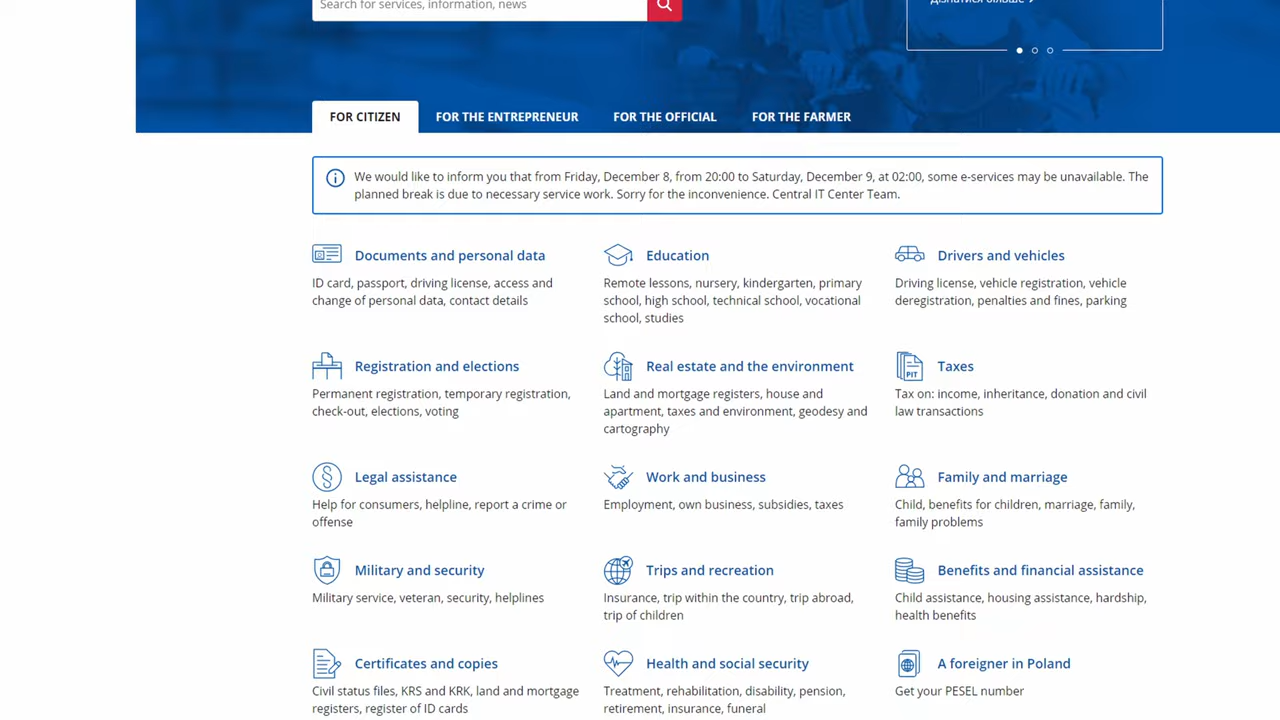 Search for services, information, news
дізнатися більше
FOR CITIZEN
FOR THE ENTREPRENEUR
FOR THE OFFICIAL
FOR THE FARMER
We would like to inform you that from Friday, December 8, from 20:00 to Saturday, December 9, at 02:00, some e-services may be unavailable. The
planned break is due to necessary service work. Sorry for the inconvenience. Central IT Center Team.
Documents and personal data
ID card, passport, driving license, access and
change of personal data, contact details
Education
Remote lessons, nursery, kindergarten, primary
school, high school, technical school, vocational
school, studies
Drivers and vehicles
Driving license, vehicle registration, vehicle
deregistration, penalties and fines, parking
Registration and elections
Permanent registration, temporary registration,
check-out, elections, voting
Real estate and the environment
Land and mortgage registers, house and
apartment, taxes and environment, geodesy and
cartography
PIT
Taxes
Tax on: income, inheritance, donation and civil
law transactions
Legal assistance
Help for consumers, helpline, report a crime or
offense
Work and business
Employment, own business, subsidies, taxes
Family and marriage
Child, benefits for children, marriage, family,
family problems
Military and security
Military service, veteran, security, helplines
Trips and recreation
Insurance, trip within the country, trip abroad,
trip of children
Benefits and financial assistance
Child assistance, housing assistance, hardship,
health benefits
Certificates and copies
Civil status files, KRS and KRK, land and mortgage
registers, register of ID cards
Health and social security
Treatment, rehabilitation, disability, pension,
retirement, insurance, funeral
A foreigner in Poland
Get your PESEL number